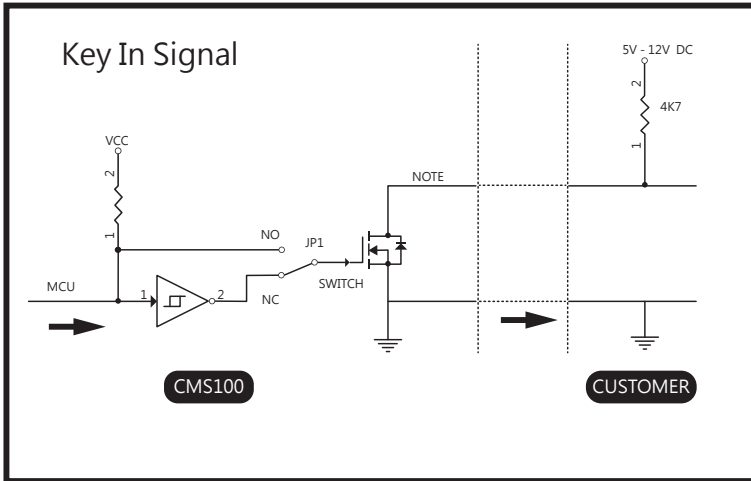 Key In Signal
5V - 12V DC
2
4K7
1
VCC
2
1
NOTE
NO
JP1
SWITCH
MCU
1
2
NC
CMS100
CUSTOMER